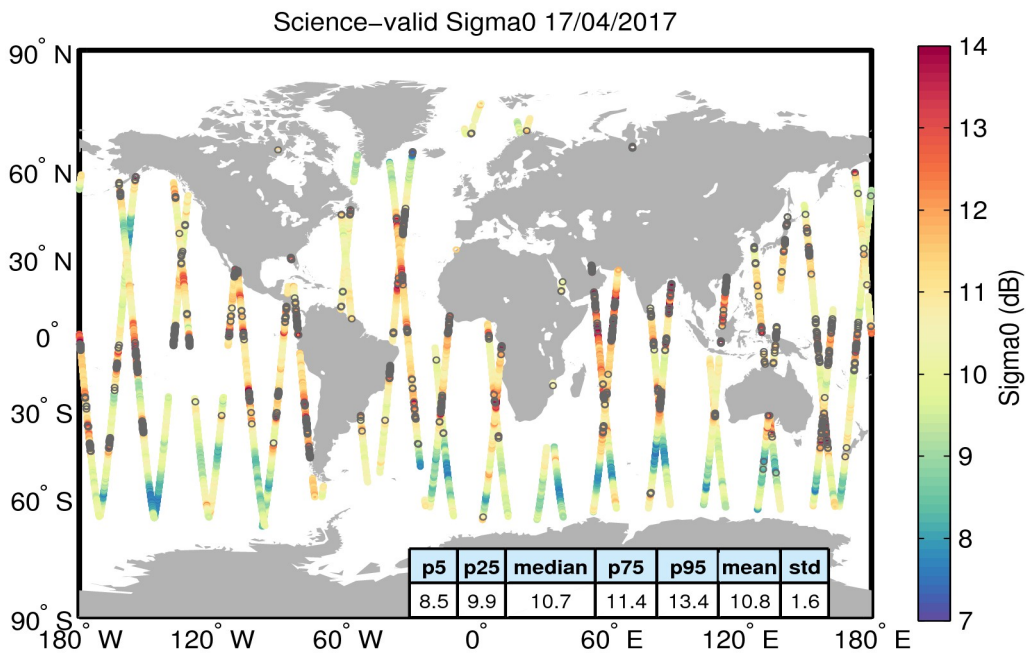 Science−valid Sigma0 17/04/2017
90° N
60° N
30° N
0°
30° S
60° S
90° S
180° W
120° W
60° W
0°
60° E
120° E
180° E
14
13
12
11
10
9
8
7
Sigma0 (dB)
p5 p25 median p75 p95 mean std
8.5 9.9 10.7 11.4 13.4 10.8 1.6